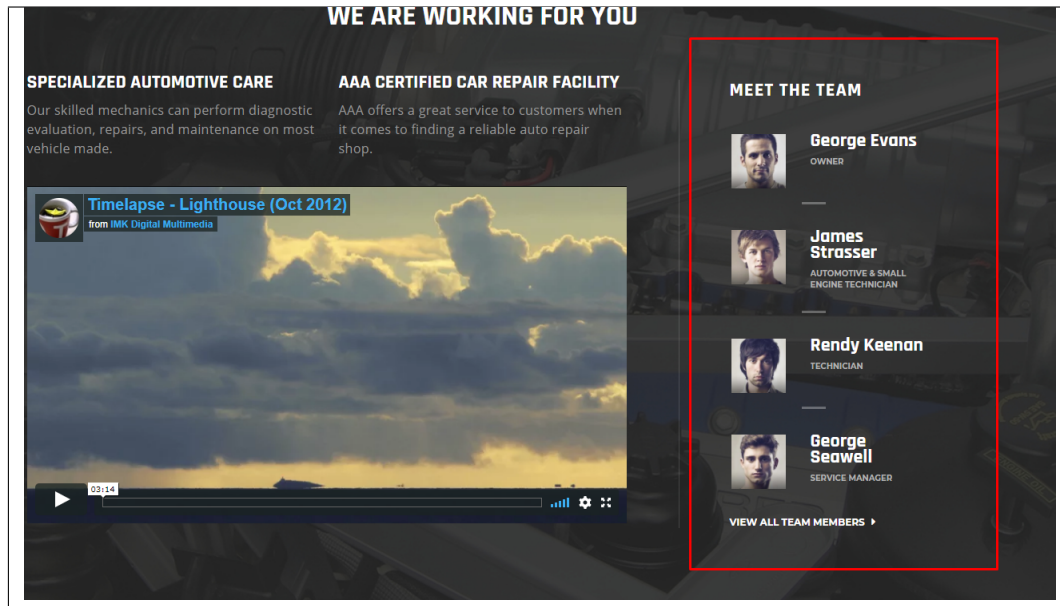 WE ARE WORKING FOR YOU
SPECIALIZED AUTOMOTIVE CARE
Our skilled mechanics can perform diagnostic
evaluation, repairs, and maintenance on most
vehicle made.
AAA CERTIFIED CAR REPAIR FACILITY
AAA offers a great service to customers when
it comes to finding a reliable auto repair
shop.
Timelapse - Lighthouse (Oct 2012)
from IMK Digital Multimedia
03:14
MEET THE TEAM
George Evans
OWNER
James
Strasser
AUTOMOTIVE & SMALL
ENGINE TECHNICIAN
Rendy Keenan
TECHNICIAN
George
Seawell
SERVICE MANAGER
VIEW ALL TEAM MEMBERS